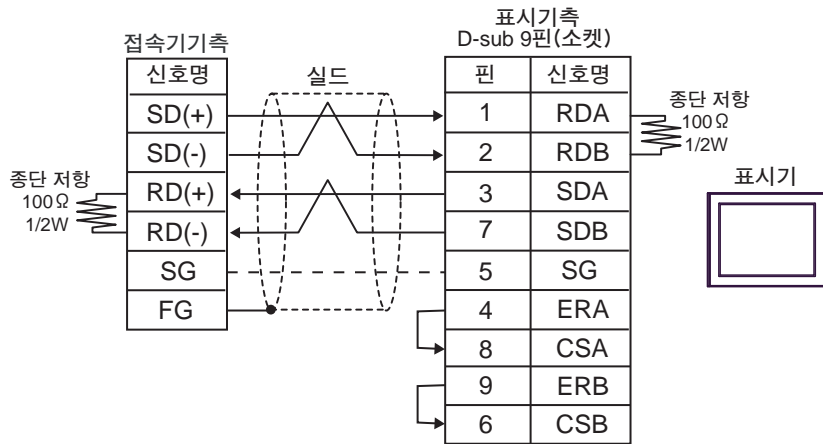 표시기측
D-sub 9핀(소켓)
접속기기측
신호명
실드
핀 신호명
SD(+) 1 RDA
SD(-) 2 RDB
RD(+) 3 SDA
RD(-) 7 SDB
SG 5 SG
FG 4 ERA
8 CSA
9 ERB
6 CSB
종단 저항
100Ω
1/2W
종단 저항
100Ω
1/2W
표시기